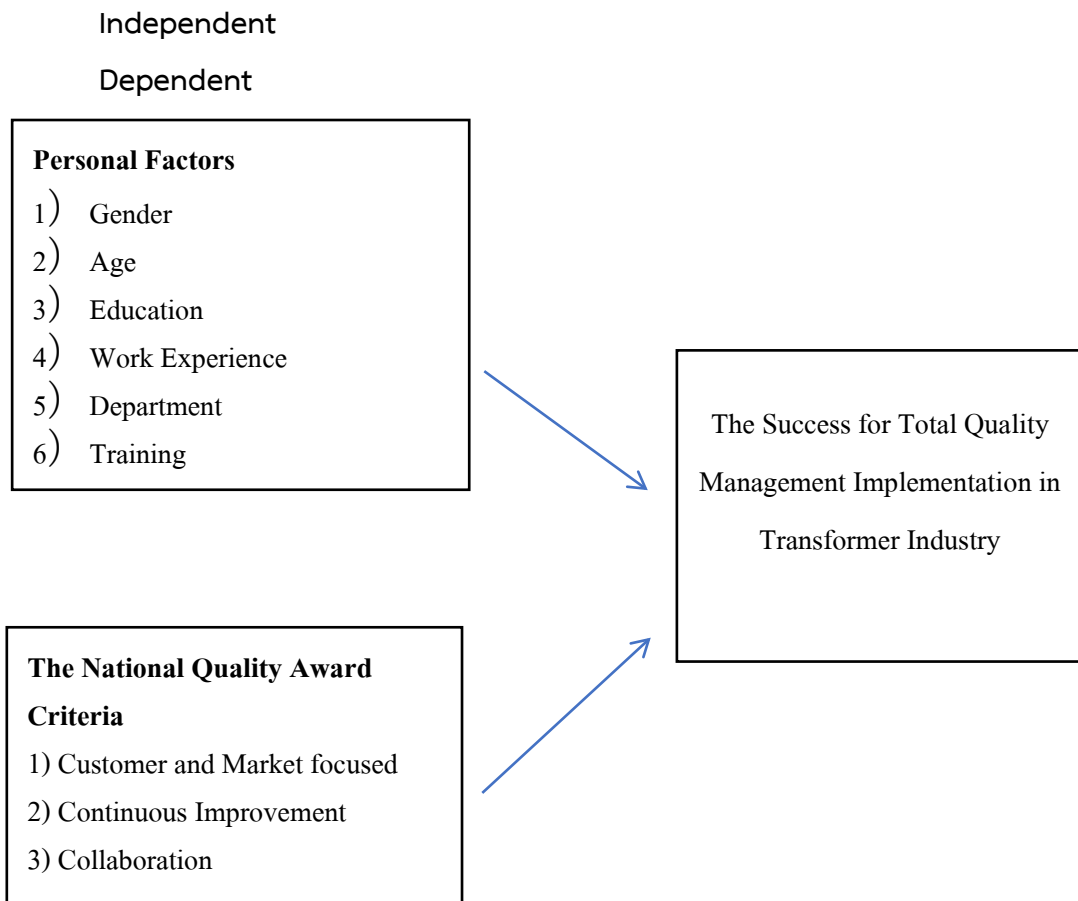 Independent
Dependent
Personal Factors
1) Gender
2) Age
3) Education
4) Work Experience
5) Department
6) Training
The Success for Total Quality
Management Implementation in
Transformer Industry
The National Quality Award
Criteria
1) Customer and Market focused
2) Continuous Improvement
3) Collaboration